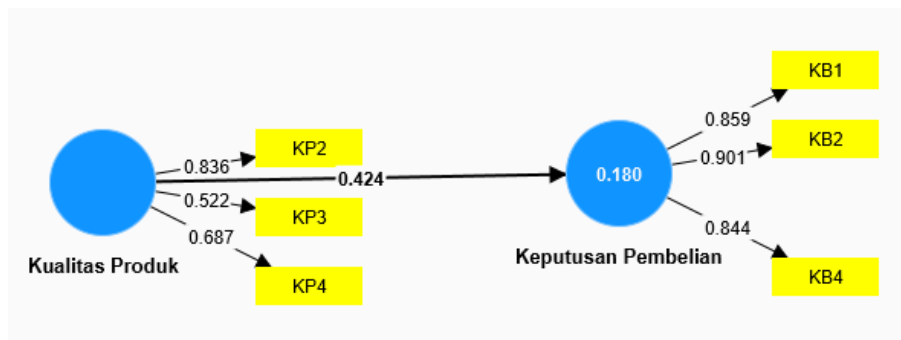 KB1
0.859
KB2
0.901
KP2
0.836
0.424
0.180
0.522
KP3
0.687
0.844
Keputusan Pembelian
Kualitas Produk
KP4
KB4